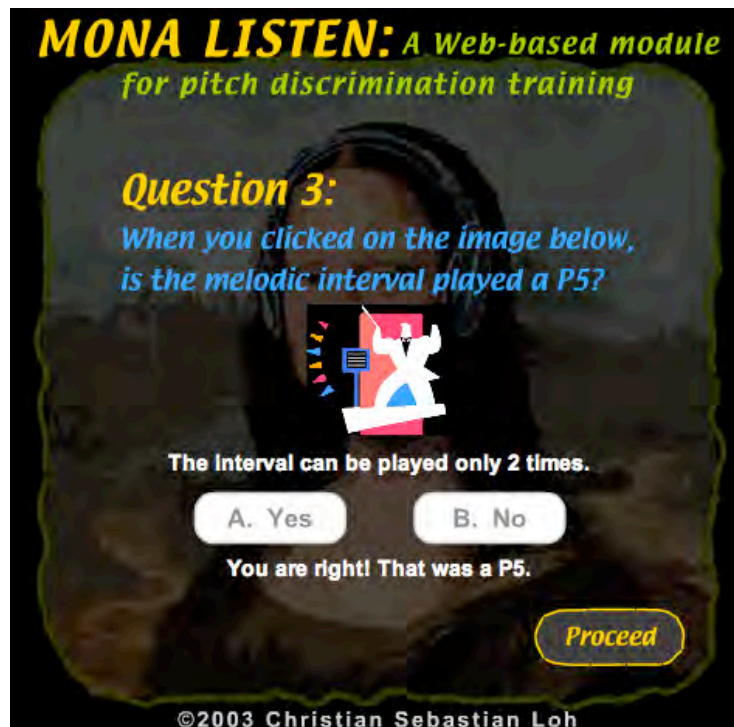 MONA LISTEN: A Web-based module
for pitch discrimination training
Question 3:
When you clicked on the image below,
is the melodic interval played a P5?
The interval can be played only 2 times.
A. Yes
B. No
You are right! That was a P5.
Proceed
©2003 Christian Sebastian Loh